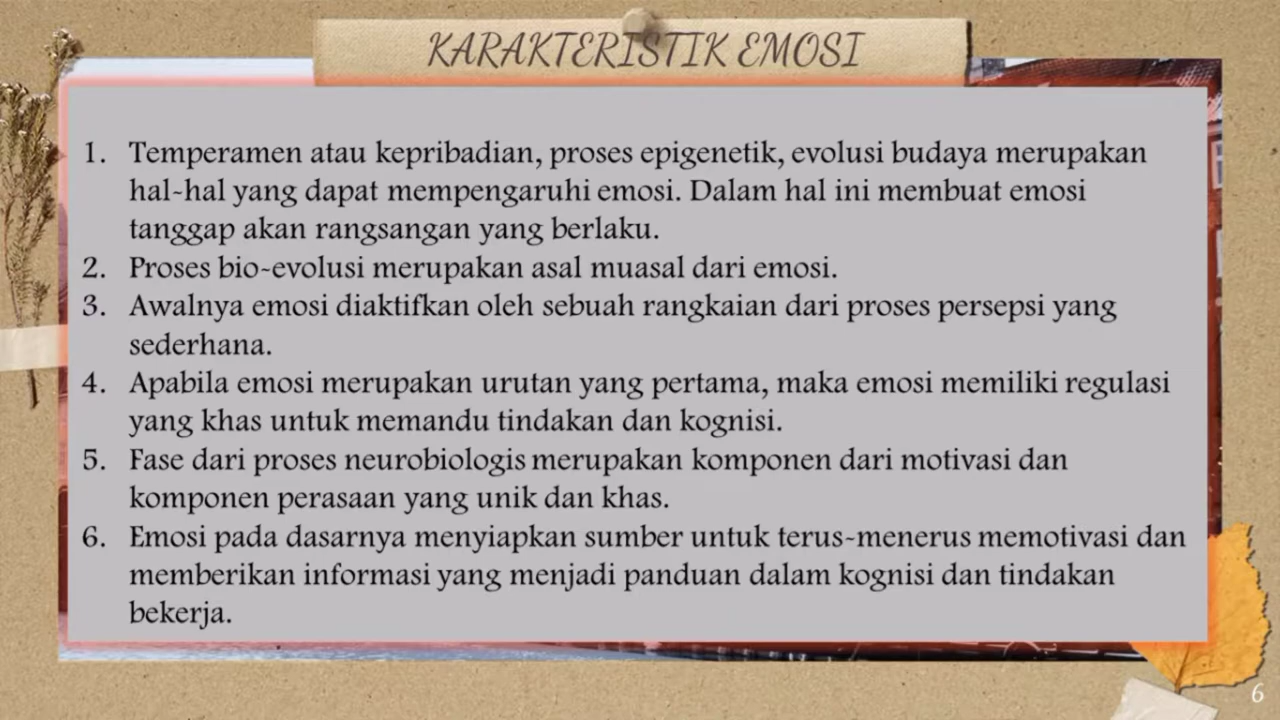 KARAKTERISTIK EMOSI
1. Temperamen atau kepribadian, proses epigenetik, evolusi budaya merupakan
hal-hal yang dapat mempengaruhi emosi. Dalam hal ini membuat emosi
tanggap akan rangsangan yang berlaku.
2. Proses bio-evolusi merupakan asal muasal dari emosi.
3. Awalnya emosi diaktifkan oleh sebuah rangkaian dari proses persepsi yang
sederhana.
4. Apabila emosi merupakan urutan yang pertama, maka emosi memiliki regulasi
yang khas untuk memandu tindakan dan kognisi.
5. Fase dari proses neurobiologis merupakan komponen dari motivasi dan
komponen perasaan yang unik dan khas.
6. Emosi pada dasarnya menyiapkan sumber untuk terus-menerus memotivasi dan
memberikan informasi yang menjadi panduan dalam kognisi dan tindakan
bekerja.
6